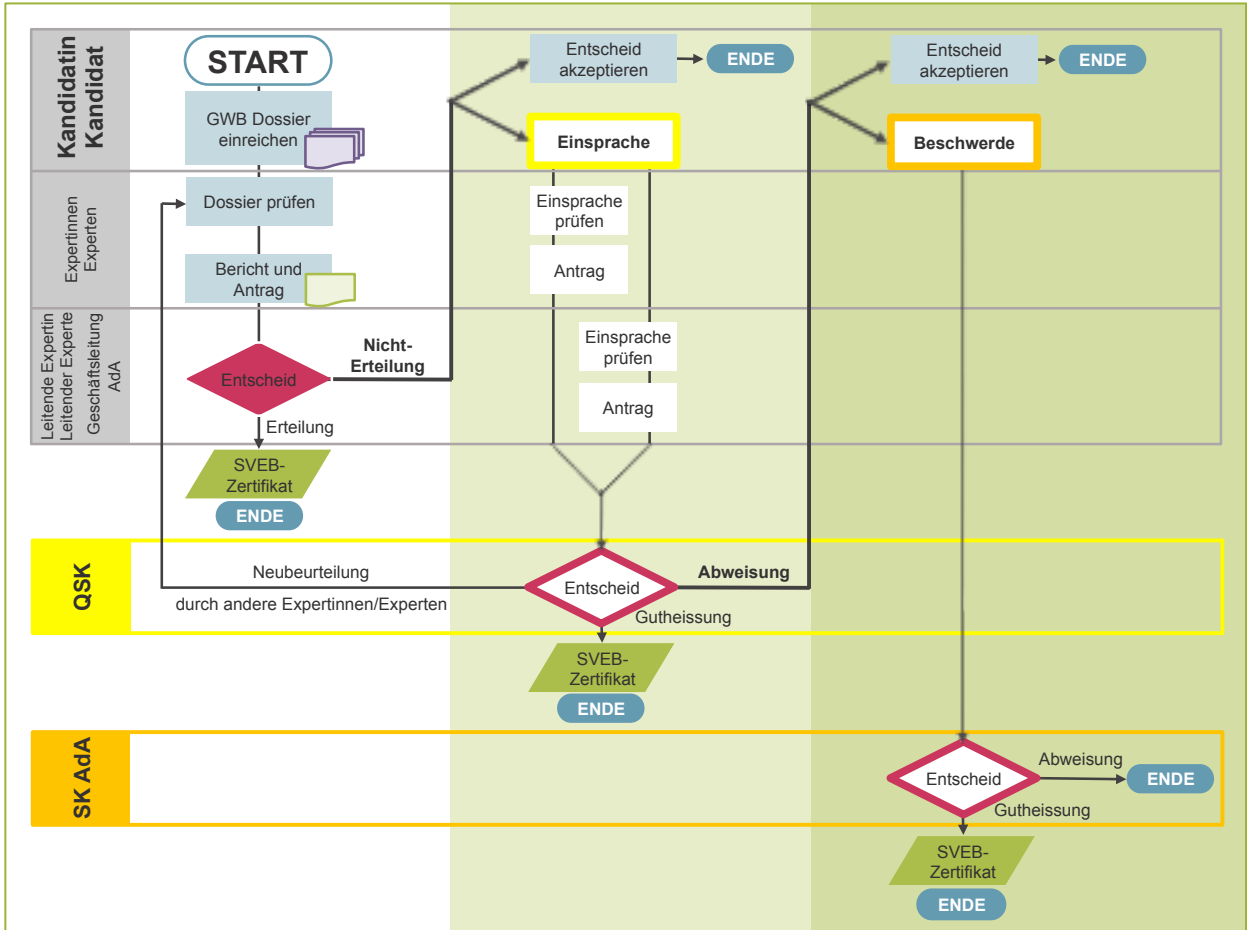 Kandidatin
Kandidat
START
GWB Dossier
einreichen
Entscheid
akzeptieren
ENDE
Einsprache
Entscheid
akzeptieren
ENDE
Beschwerde
Expertinnen
Experten
Dossier prüfen
Bericht und
Antrag
Einsprache
prüfen
Antrag
Leitende Expertin
Leitender Experte
Geschäftsleitung
AdA
Entscheid
Nicht-
Erteilung
Erteilung
Einsprache
prüfen
Antrag
SVEB-
Zertifikat
ENDE
QSK
Neubeurteilung
durch andere Expertinnen/Experten
Entscheid
Abweisung
Gutheissung
SVEB-
Zertifikat
ENDE
SK AdA
Entscheid
Abweisung
ENDE
Gutheissung
SVEB-
Zertifikat
ENDE